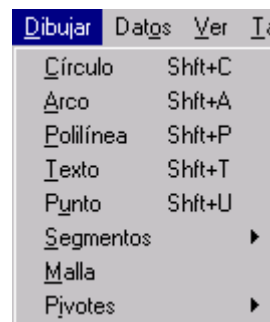 Dibujar Datos Ver
Círculo Shft+C
Arco Shft+A
Polilínea Shft+P
Texto Shft+T
Punto Shft+U
Segmentos
Malla
Pivotes